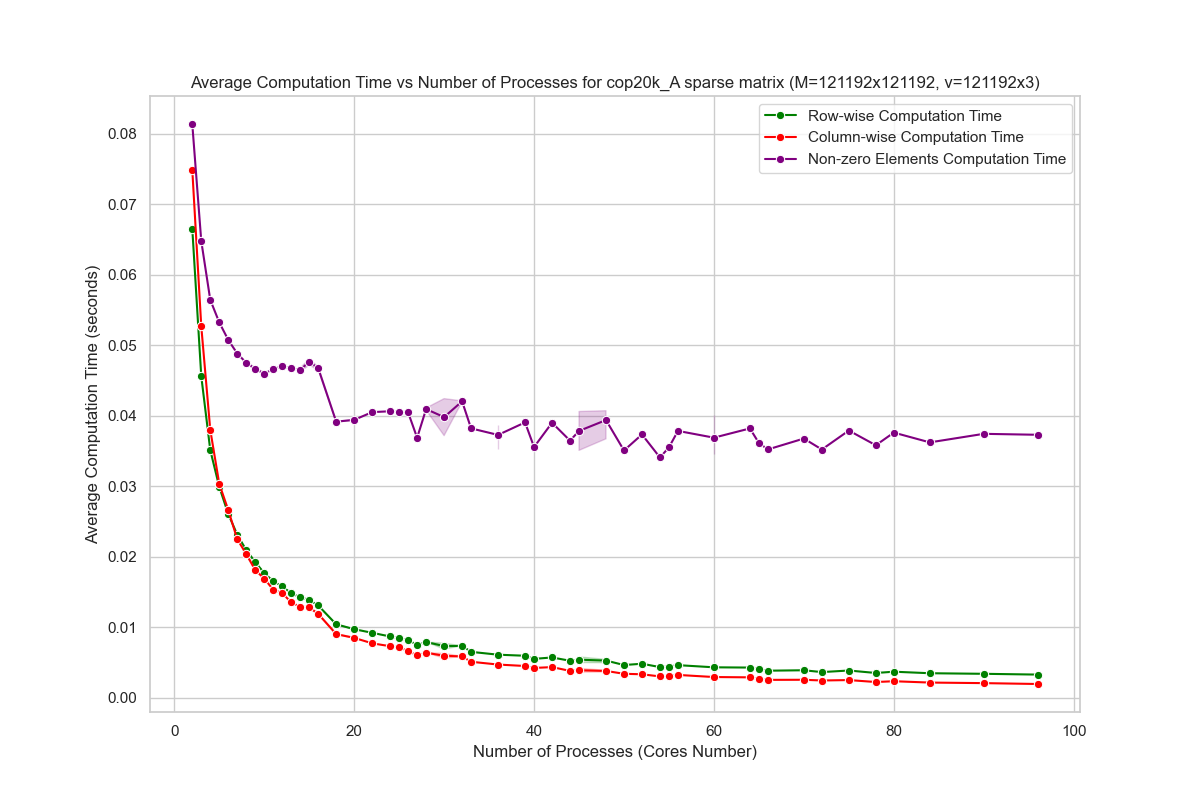 Average Computation Time vs Number of Processes for cop20k_A sparse matrix (M=121192x121192, v=121192x3)
Row-wise Computation Time
Column-wise Computation Time
Non-zero Elements Computation Time
Average Computation Time (seconds)
0.08
0.07
0.06
0.05
0.04
0.03
0.02
0.01
0.00
0
20
40
60
80
100
Number of Processes (Cores Number)